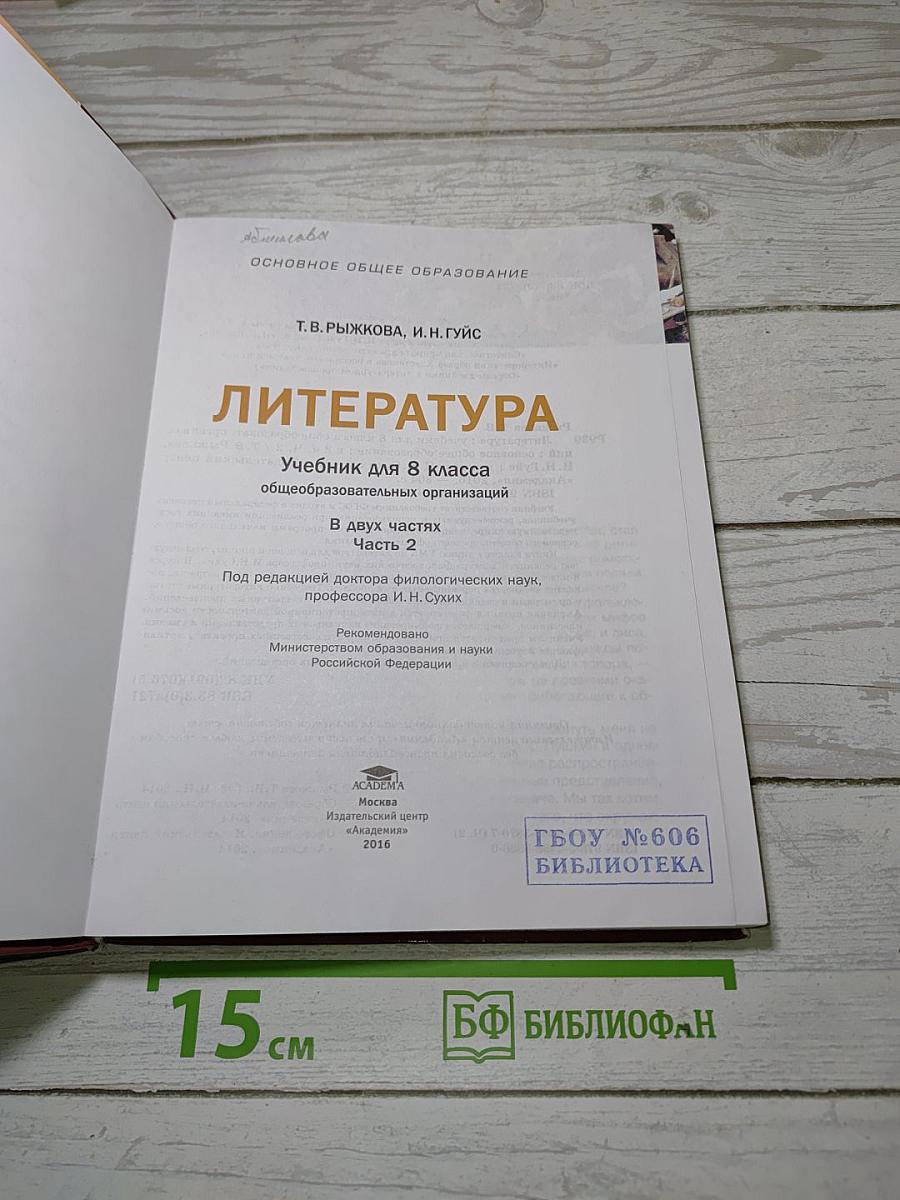 ОСНОВНОЕ ОБЩЕЕ ОБРАЗОВАНИЕ
Т. В. РЫЖКОВА, И. Н. ГУЙС
ЛИТЕРАТУРА
Учебник для 8 класса
общеобразовательных организаций
В двух частях
Часть 2
Под редакцией доктора филологических наук,
профессора И. Н. Сухих
Рекомендовано
Министерством образования и науки
Российской Федерации
ACADEMA
Москва
Издательский центр
«Академия»
2016
ГБОУ №606
БИБЛИОТЕКА
15 см
БФ БИБЛИОФАН